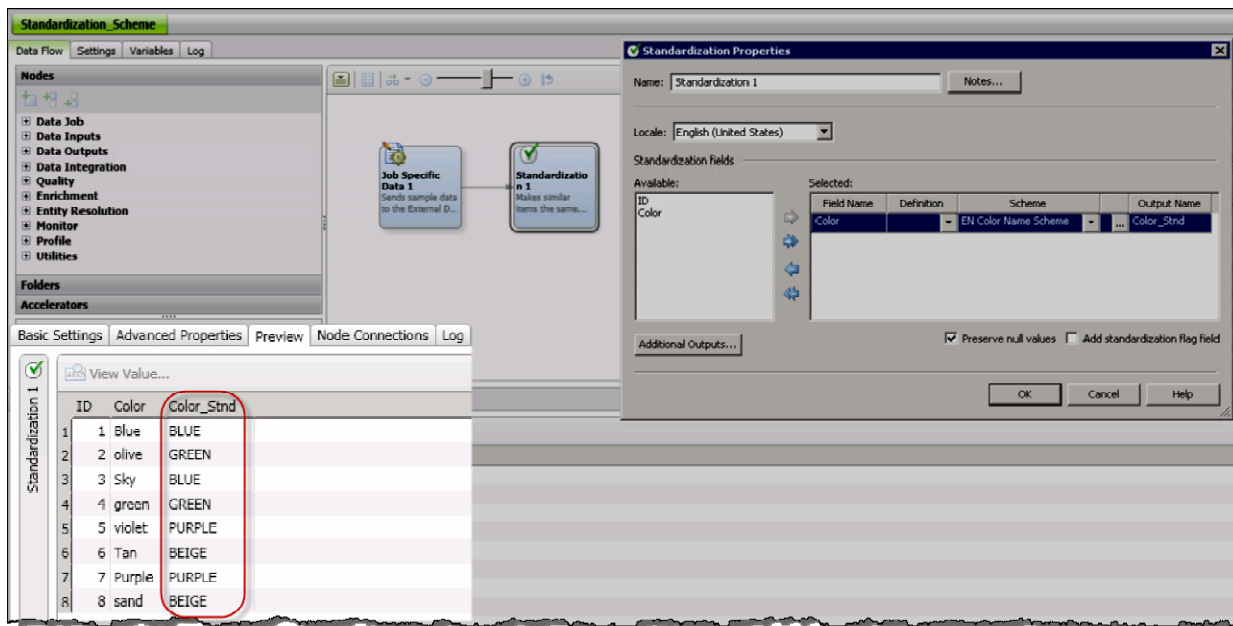 Standardization_Scheme
Data Flow Settings Variables Log
Nodes
Data Job
Data Inputs
Data Outputs
Data Integration
Quality
Enrichment
Entity Resolution
Monitor
Profile
Utilities
Folders
Accelerators
Job Specific
Data 1
Sends sample data
to the External D...
Standardizatio
n 1
Makes similar
items the same....
Standardization Properties
Name: Standardization 1 Notes...
Locale: English (United States)
Standardization fields
Available: Selected:
ID
Color
Field Name Definition Scheme Output Name
Color EN Color Name Scheme ... Color_Stnd
Additional Outputs... Preserve null values Add standardization flag field
OK Cancel Help
Basic Settings Advanced Properties Preview Node Connections Log
Standardization 1
View Value...
ID Color Color_Stnd
1 1 Blue BLUE
2 2 olive GREEN
3 3 Sky BLUE
4 4 green GREEN
5 5 violet PURPLE
6 6 Tan BEIGE
7 7 Purple PURPLE
8 8 sand BEIGE